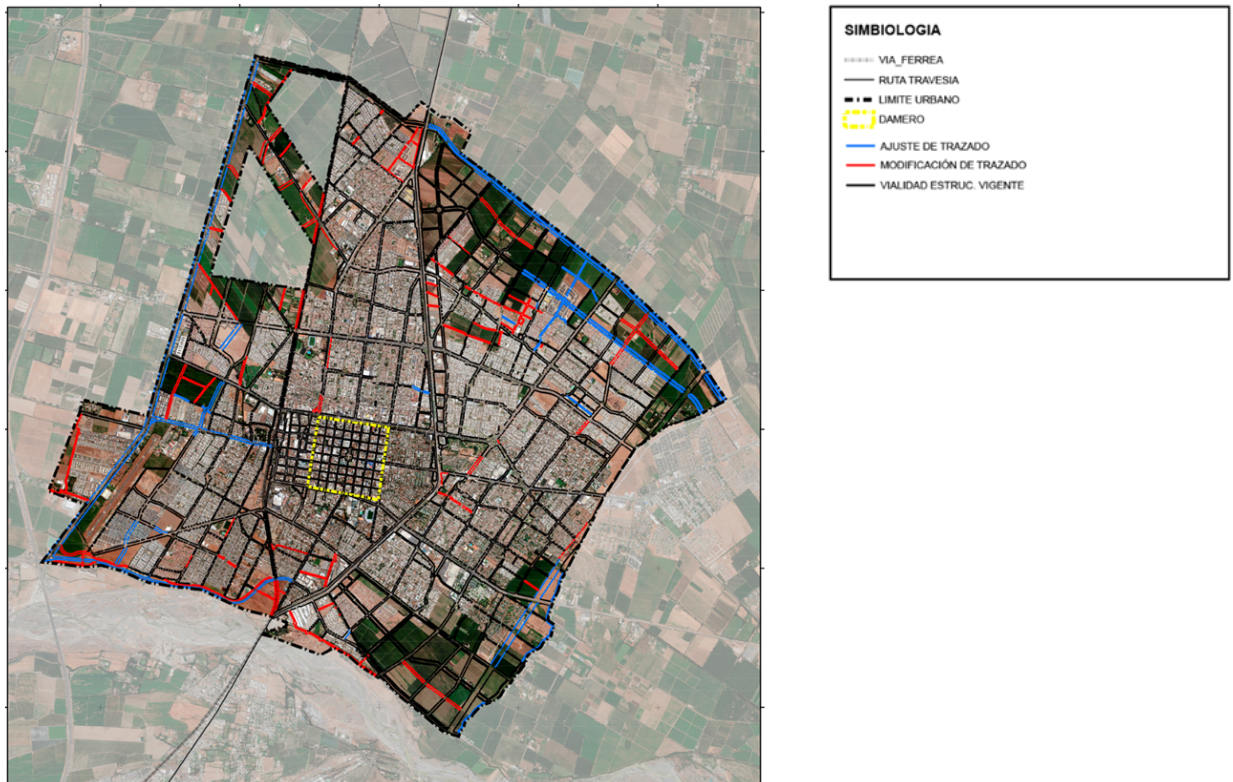 SIMBIOLOGIA
VIA_FERREA
RUTA TRAVESIA
LIMITE URBANO
DAMERO
AJUSTE DE TRAZADO
MODIFICACIÓN DE TRAZADO
VIALIDAD ESTRUC. VIGENTE